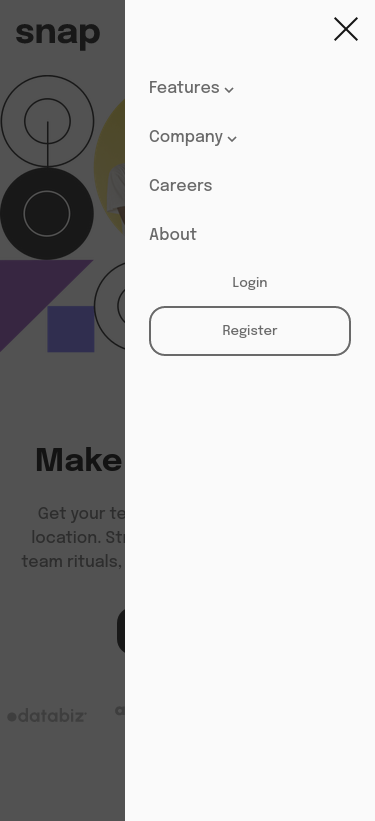 snap
Features
Company
Careers
About
Login
Register
Make
Get your te
location. Str
team rituals,
databiz